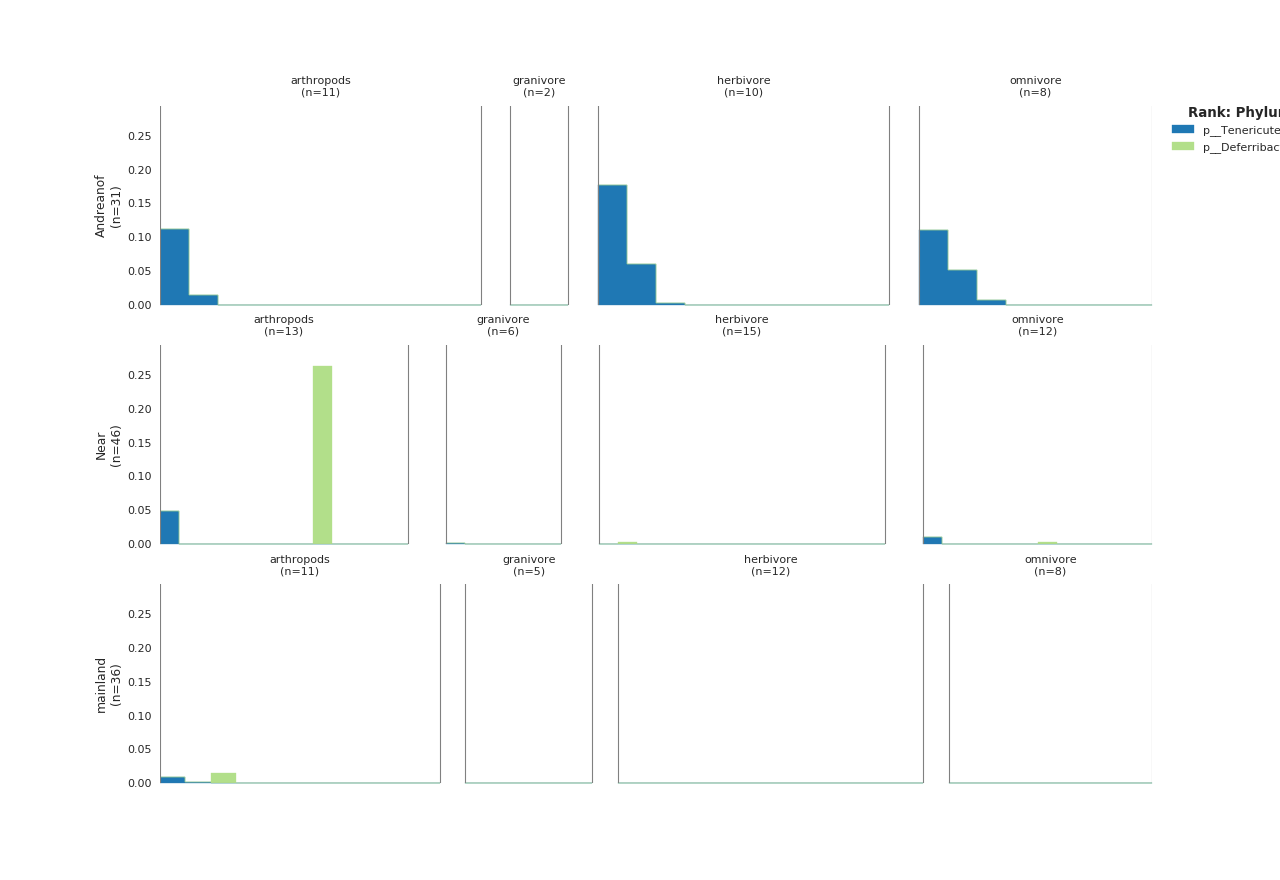 arthropods
(n=11)
granivore
(n=2)
herbivore
(n=10)
omnivore
(n=8)
Rank: Phylu
p__Tenericute
p__Deferribac
Andreanof
(n=31)
0.25
0.20
0.15
0.10
0.05
0.00
arthropods
(n=13)
granivore
(n=6)
herbivore
(n=15)
omnivore
(n=12)
Near
(n=46)
0.25
0.20
0.15
0.10
0.05
0.00
arthropods
(n=11)
granivore
(n=5)
herbivore
(n=12)
omnivore
(n=8)
mainland
(n=36)
0.25
0.20
0.15
0.10
0.05
0.00